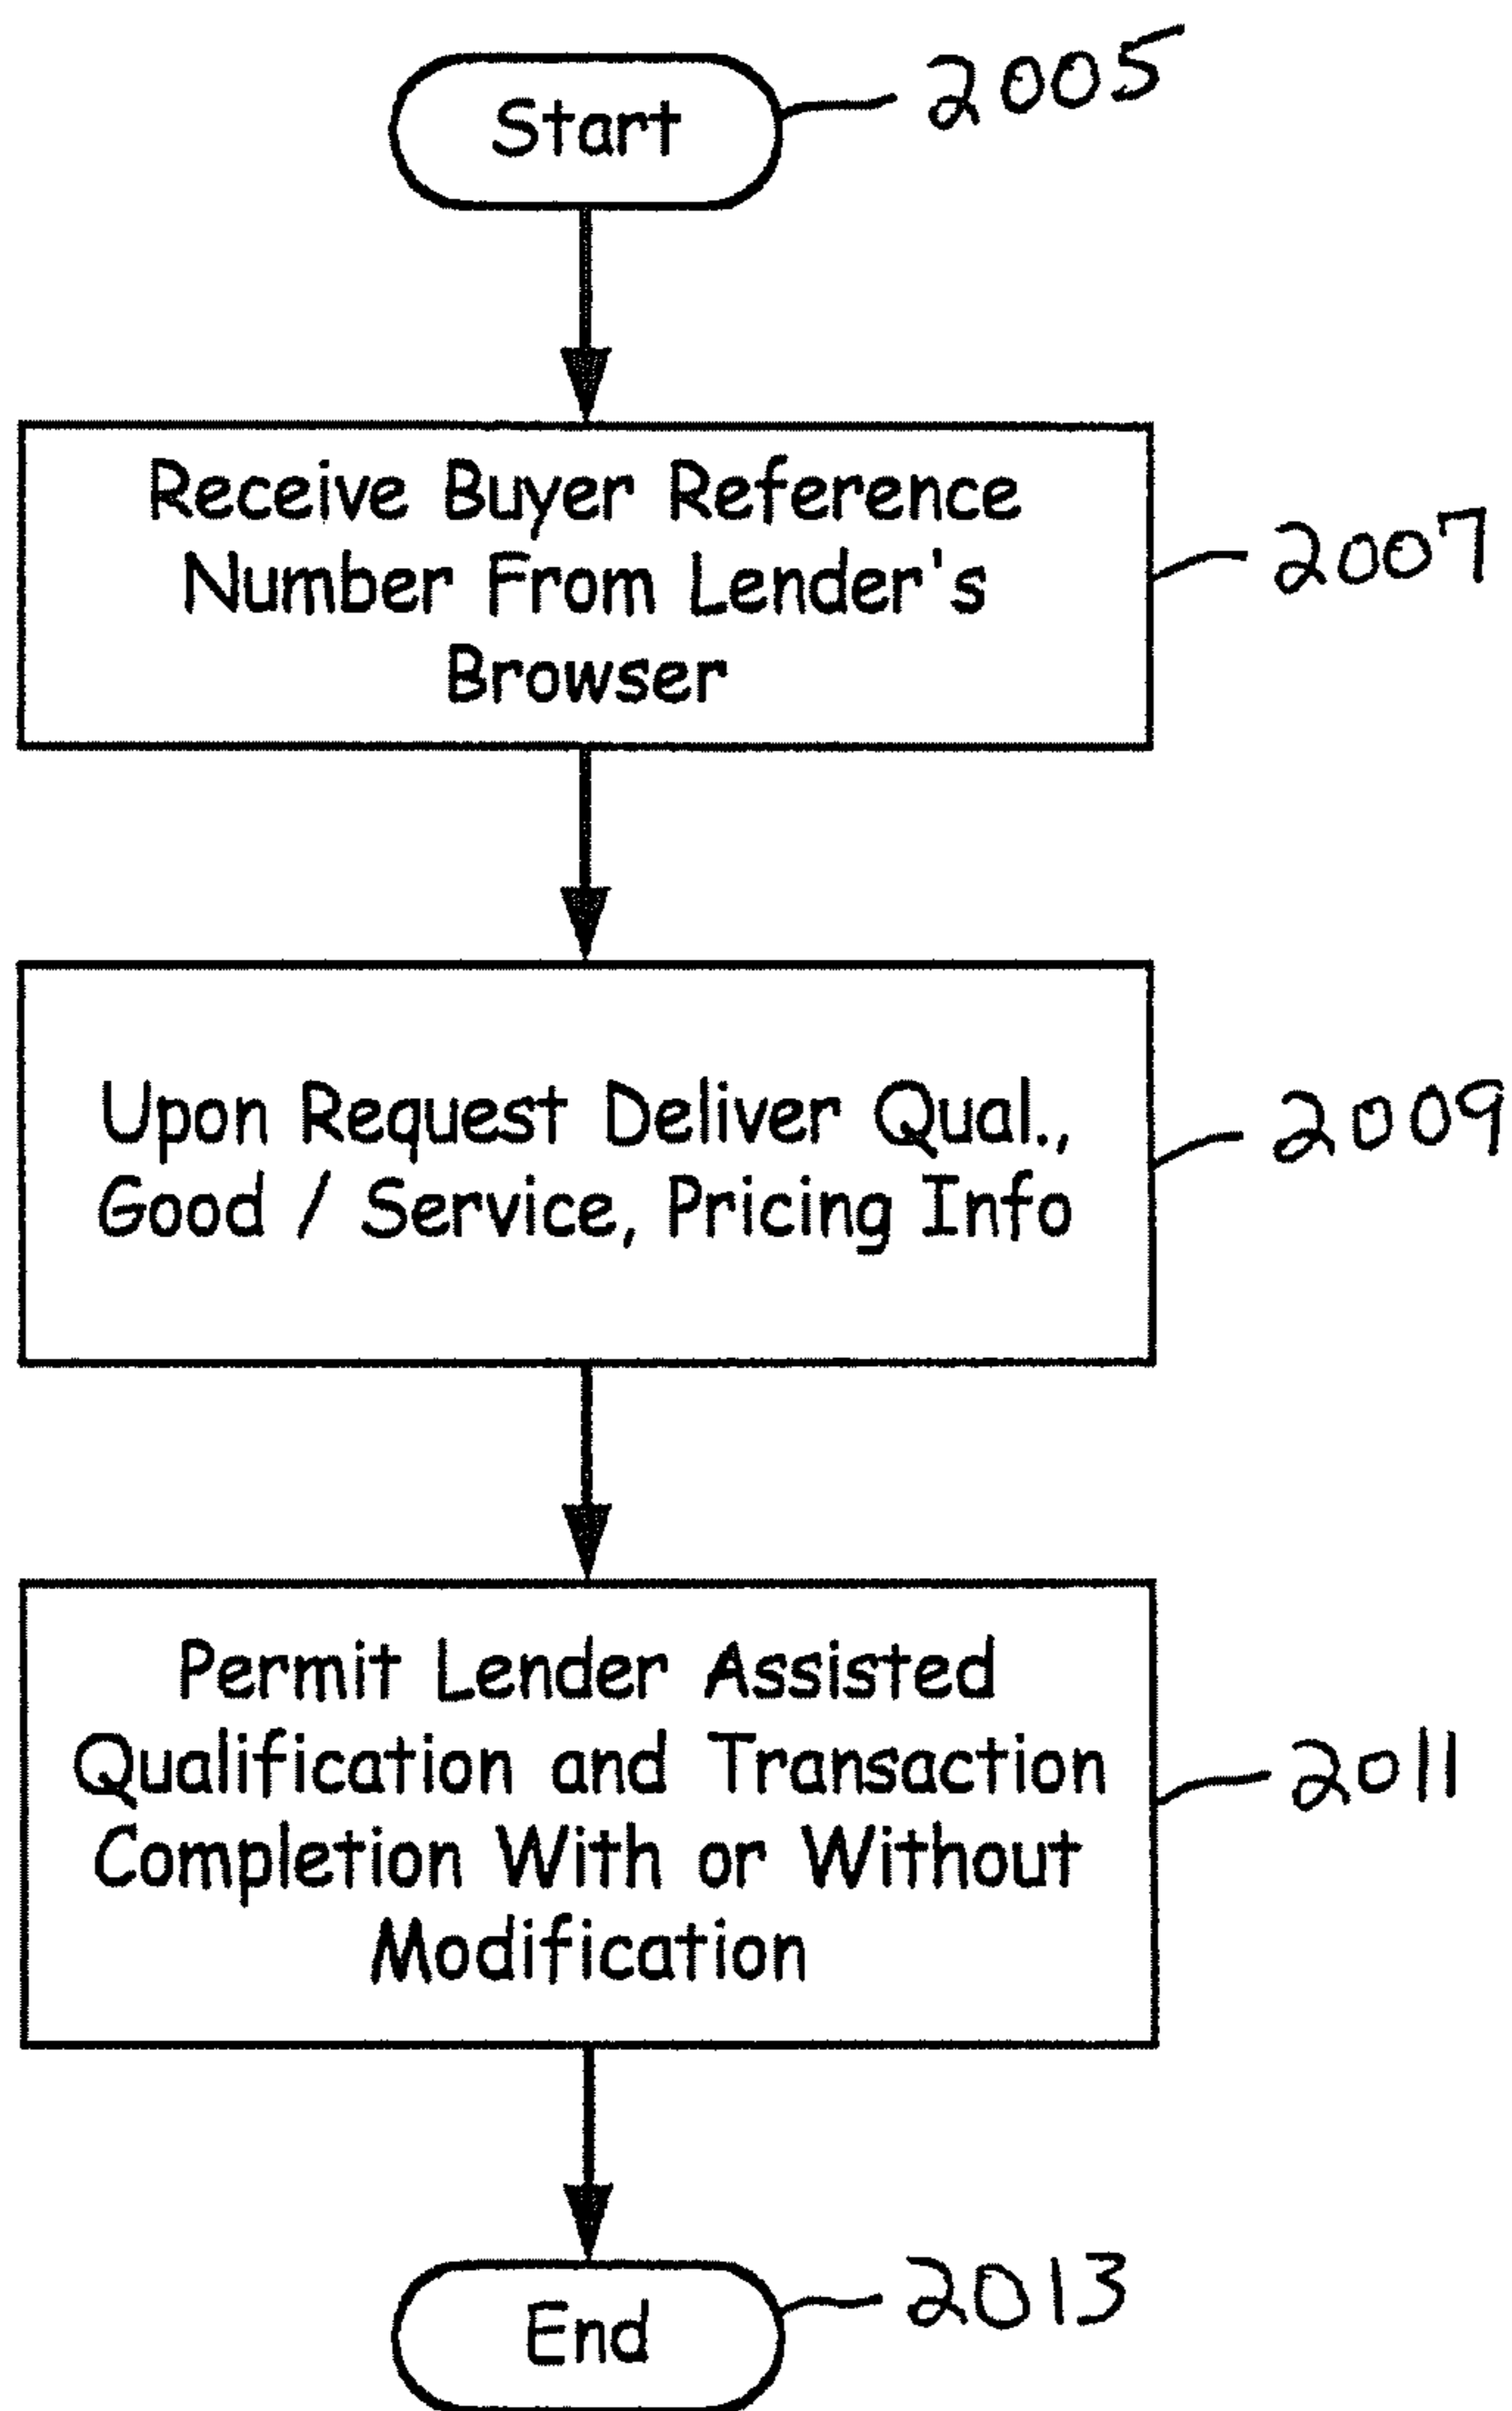 Start
2005
Receive Buyer Reference
Number From Lender's
Browser
2007
Upon Request Deliver Qual.,
Good / Service, Pricing Info
2009
Permit Lender Assisted
Qualification and Transaction
Completion With or Without
Modification
2011
End
2013